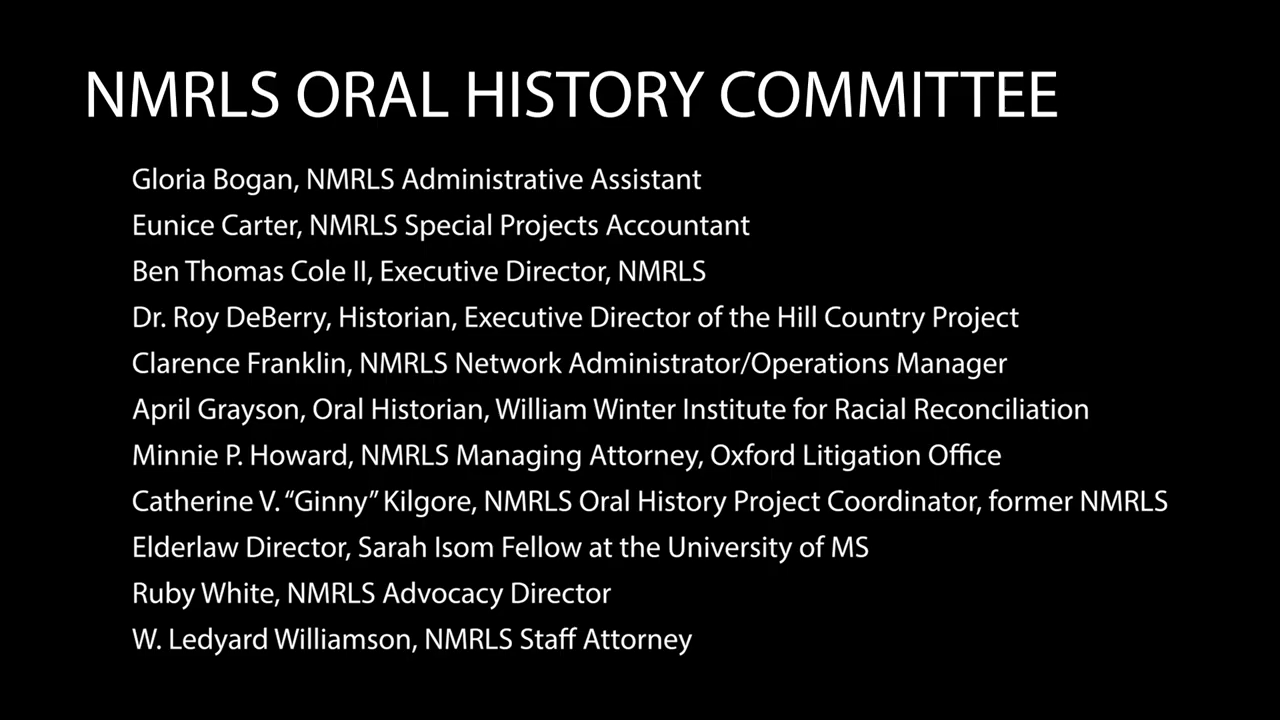 NMRLS ORAL HISTORY COMMITTEE
Gloria Bogan, NMRLS Administrative Assistant
Eunice Carter, NMRLS Special Projects Accountant
Ben Thomas Cole II, Executive Director, NMRLS
Dr. Roy DeBerry, Historian, Executive Director of the Hill Country Project
Clarence Franklin, NMRLS Network Administrator/Operations Manager
April Grayson, Oral Historian, William Winter Institute for Racial Reconciliation
Minnie P. Howard, NMRLS Managing Attorney, Oxford Litigation Office
Catherine V. “Ginny” Kilgore, NMRLS Oral History Project Coordinator, former NMRLS
Elderlaw Director, Sarah Isom Fellow at the University of MS
Ruby White, NMRLS Advocacy Director
W. Ledyard Williamson, NMRLS Staff Attorney